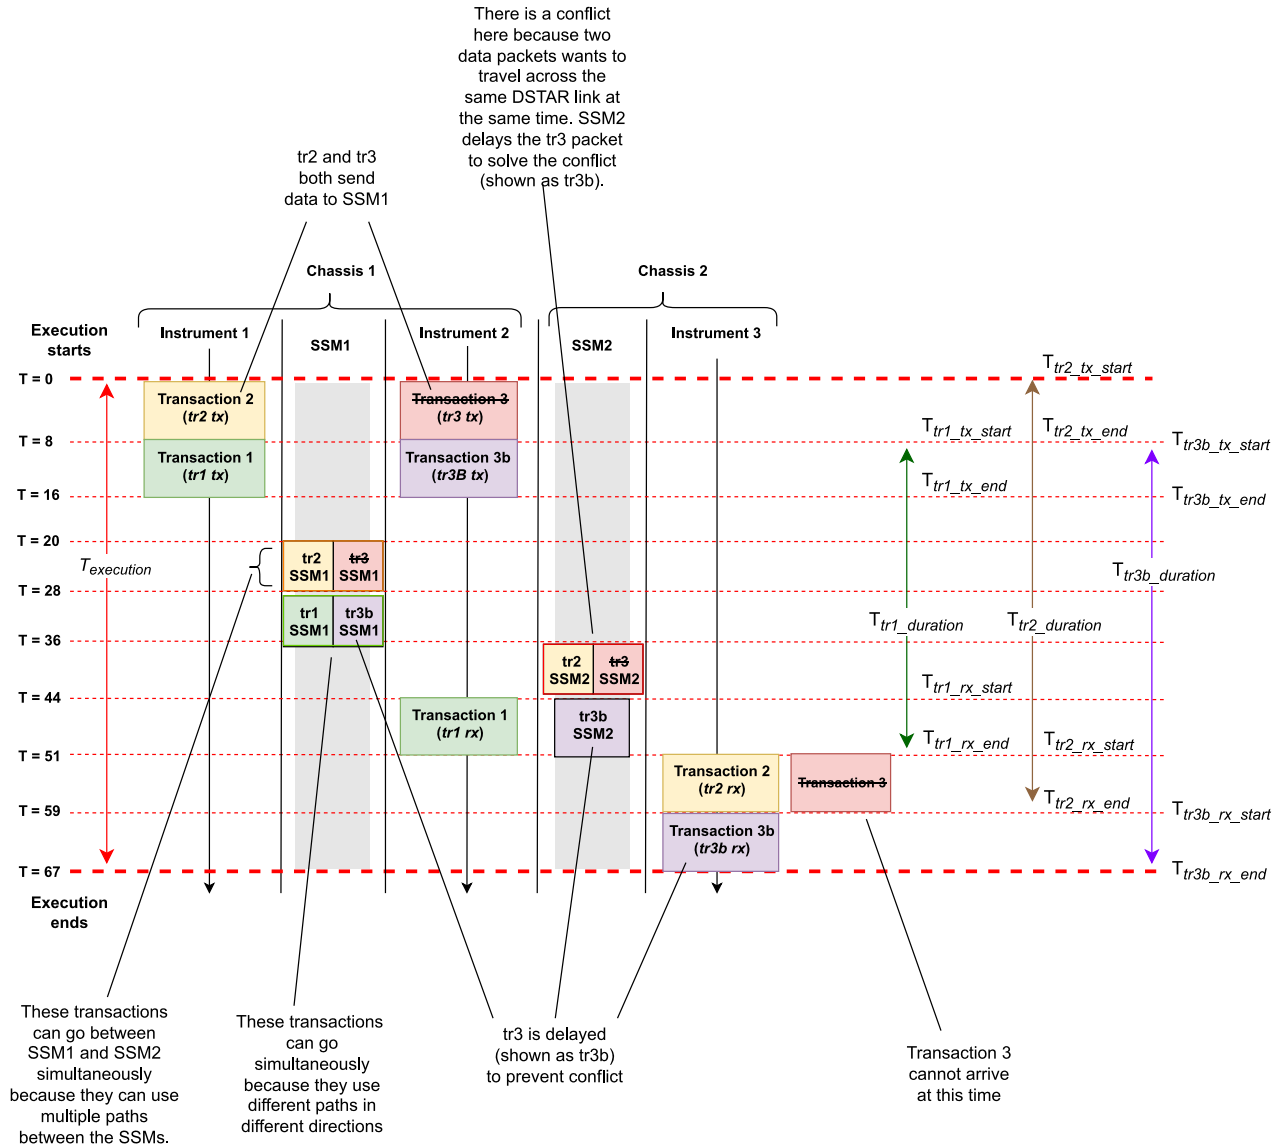 There is a conflict
here because two
data packets wants to
travel across the
same DSTAR link at
the same time. SSM2
delays the tr3 packet
to solve the conflict
(shown as tr3b).
tr2 and tr3
both send
data to SSM1
Chassis 1
Chassis 2
Execution
starts
Instrument 1
SSM1
Instrument 2
SSM2
Instrument 3
T = 0
Ttr2_tx_start
Transaction 2
(tr2 tx)
Transaction 3
(tr3 tx)
Ttr1_tx_start
Ttr2_tx_end
Ttr3b_tx_start
T = 8
Transaction 1
(tr1 tx)
Transaction 3b
(tr3B tx)
Ttr1_tx_end
Ttr3b_tx_end
T = 16
T = 20
Texecution
tr2
SSM1
tr3
SSM1
Ttr3b_duration
T = 28
tr1
SSM1
tr3b
SSM1
Ttr1_duration
Ttr2_duration
T = 36
tr2
SSM2
tr3
SSM2
Ttr1_rx_start
T = 44
Transaction 1
(tr1 rx)
tr3b
SSM2
Ttr1_rx_end
Ttr2_rx_start
T = 51
Transaction 2
(tr2 rx)
Transaction 3
Ttr2_rx_end
Ttr3b_rx_start
T = 59
Transaction 3b
(tr3b rx)
T = 67
Ttr3b_rx_end
Execution
ends
These transactions
can go between
SSM1 and SSM2
simultaneously
because they can use
multiple paths
between the SSMs.
These transactions
can go
simultaneously
because they use
different paths in
different directions
tr3 is delayed
(shown as tr3b)
to prevent conflict
Transaction 3
cannot arrive
at this time